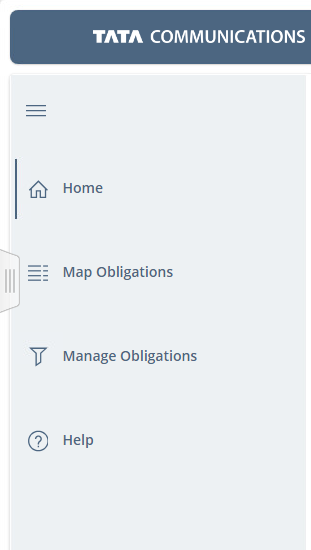 TATA COMMUNICATIONS
Home
Map Obligations
Manage Obligations
Help